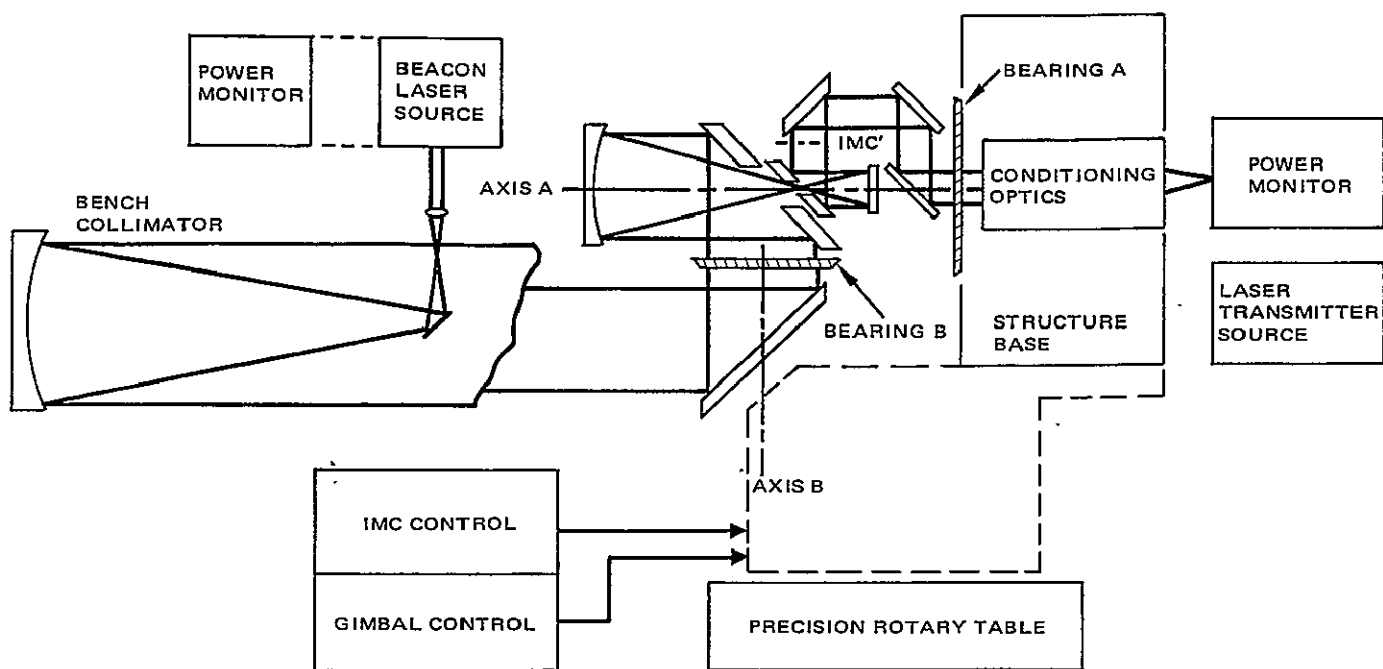 POWER
MONITOR
BEACON
LASER
SOURCE
BEARING A
IMC'
AXIS A
CONDITIONING
OPTICS
POWER
MONITOR
BENCH
COLLIMATOR
BEARING B
STRUCTURE
BASE
LASER
TRANSMITTER
SOURCE
AXIS B
IMC CONTROL
GIMBAL CONTROL
PRECISION ROTARY TABLE